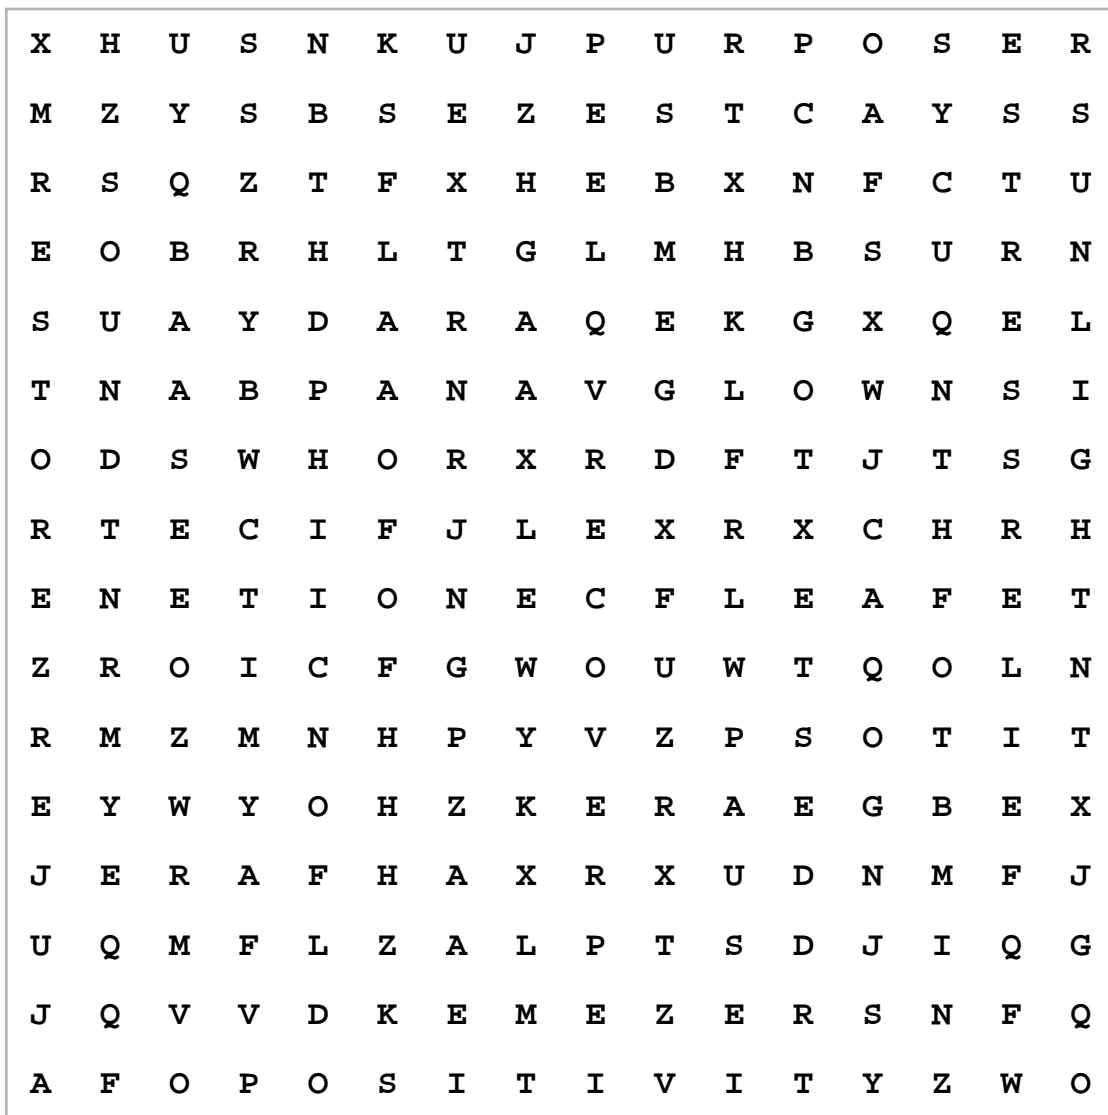 X H U S N K U J P U R P O S E R
M Z Y S B S E Z E S T C A Y S S
R S Q Z T F X H E B X N F C T U
E O B R H L T G L M H B S U R N
S U A Y D A R A Q E K G X Q E L
T N A B P A N A V G L O W N S I
O D S W H O R X R D F T J T S G
R T E C I F J L E X R X C H R H
E N E T I O N E C F L E A F E T
Z R O I C F G W O U W T Q O L N
R M Z M N H P Y V Z P S O T I T
E Y W Y O H Z K E R A E G B E X
J E R A F H A X R X U D N M F J
U Q M F L Z A L P T S D J I Q G
J Q V V D K E M E Z E R S N F Q
A F O P O S I T I V I T Y Z W O